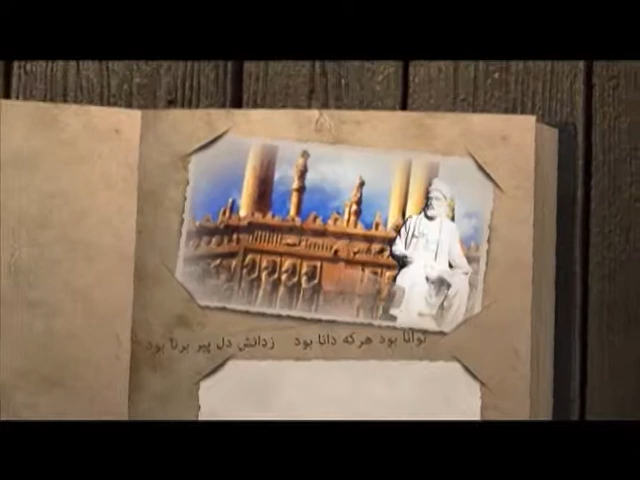 توانا بود هرکه دانا بود زدانش دل پیر برنا بود